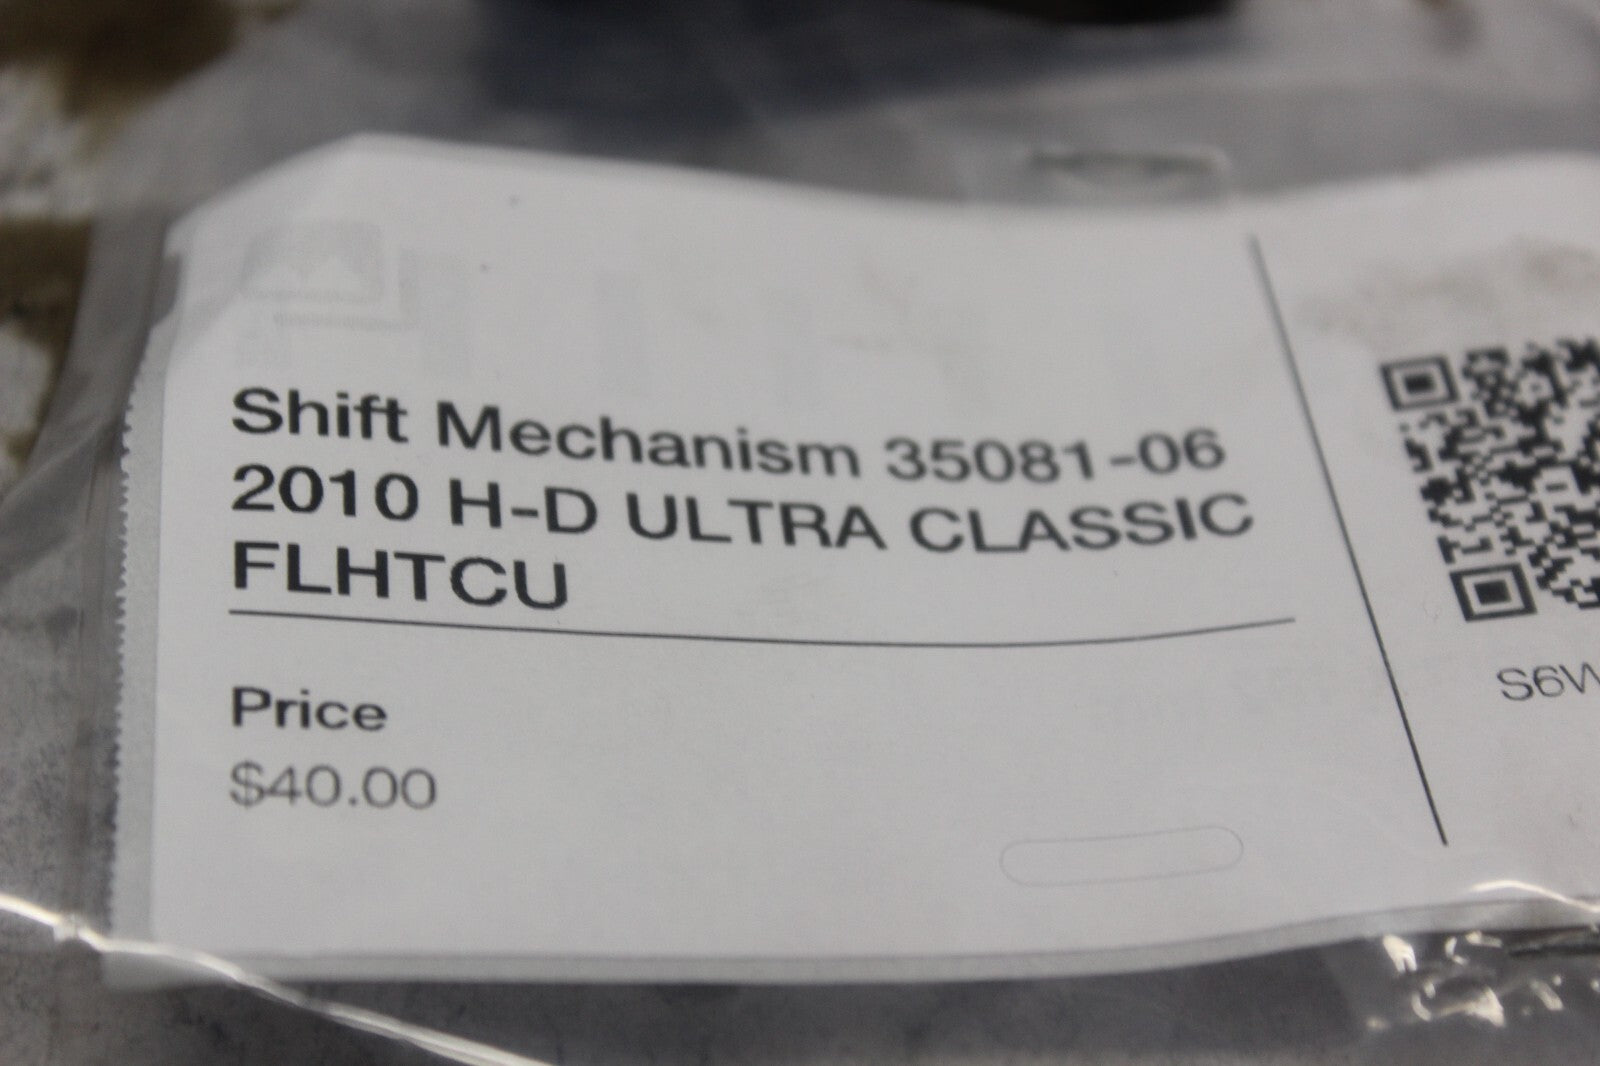 Shift Mechanism 35081-06
2010 H-D ULTRA CLASSIC
FLHTCU
Price
$40.00